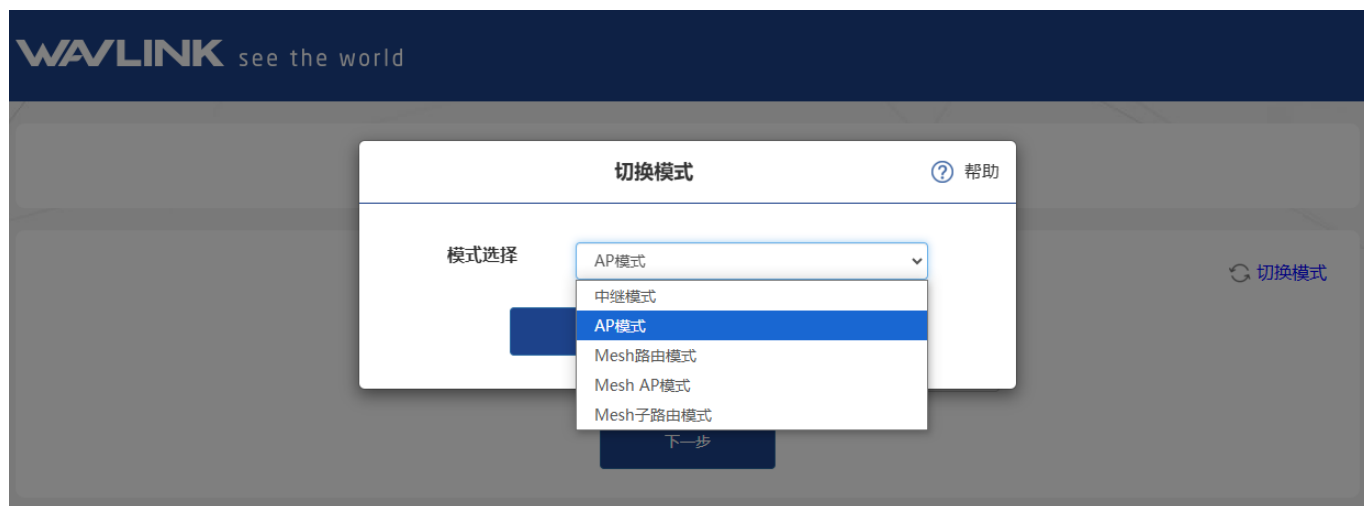 WAVLINK see the world
切换模式
帮助
模式选择
AP模式
切换模式
中继模式
AP模式
Mesh路由模式
Mesh AP模式
Mesh子路由模式
下一步